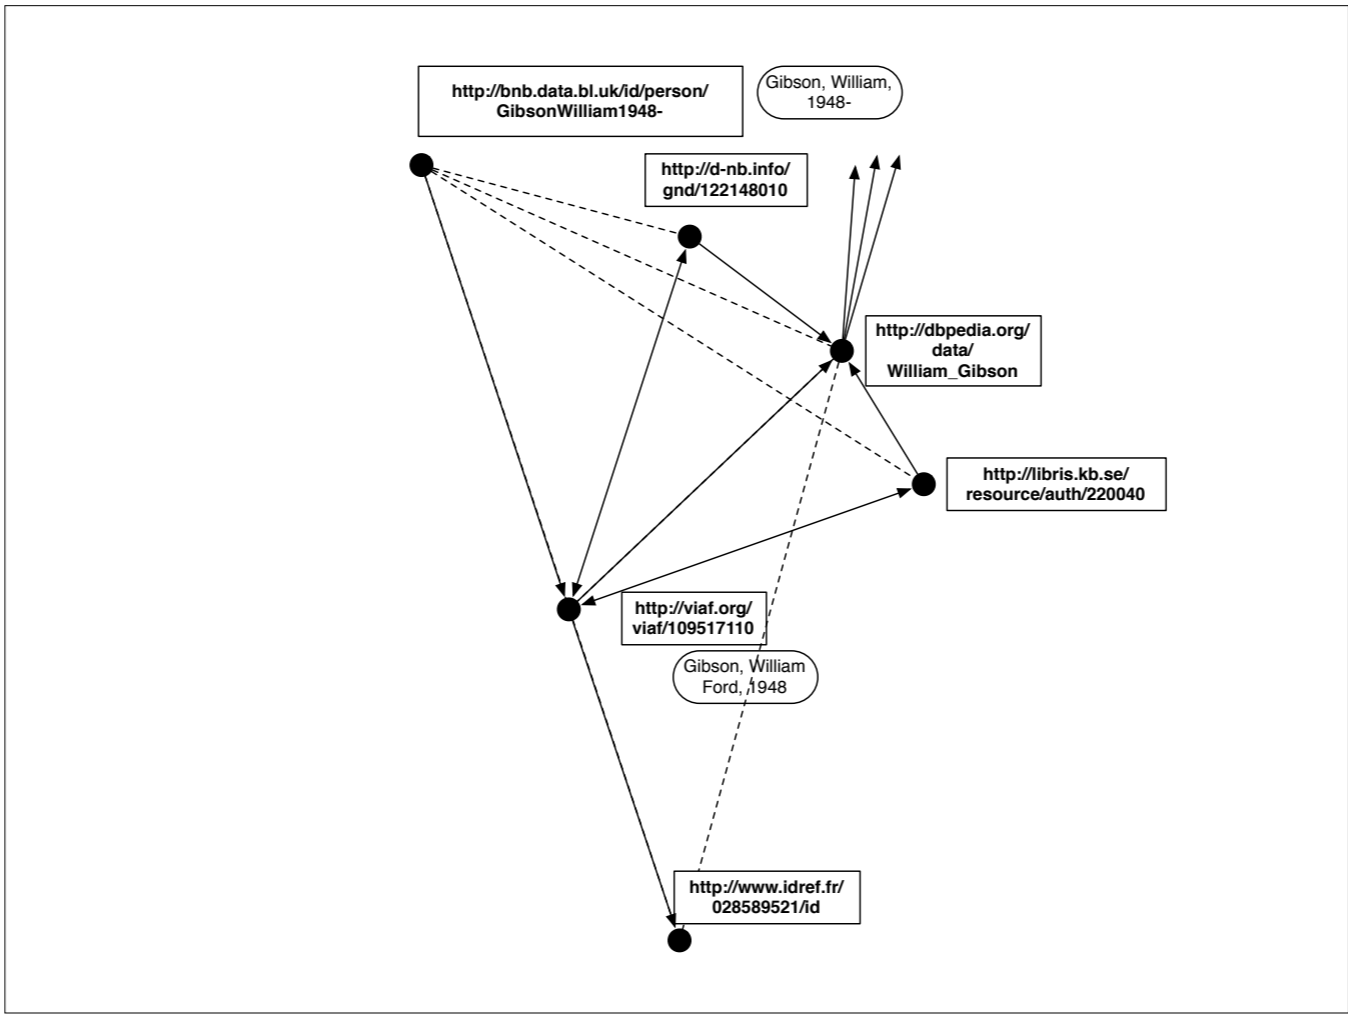 http://bnb.data.bl.uk/id/person/
GibsonWilliam1948-
Gibson, William,
1948-
http://d-nb.info/
gnd/122148010
http://dbpedia.org/
data/
William_Gibson
http://libris.kb.se/
resource/auth/220040
http://viaf.org/
viaf/109517110
Gibson, William
Ford, 1948
http://www.idref.fr/
028589521/id